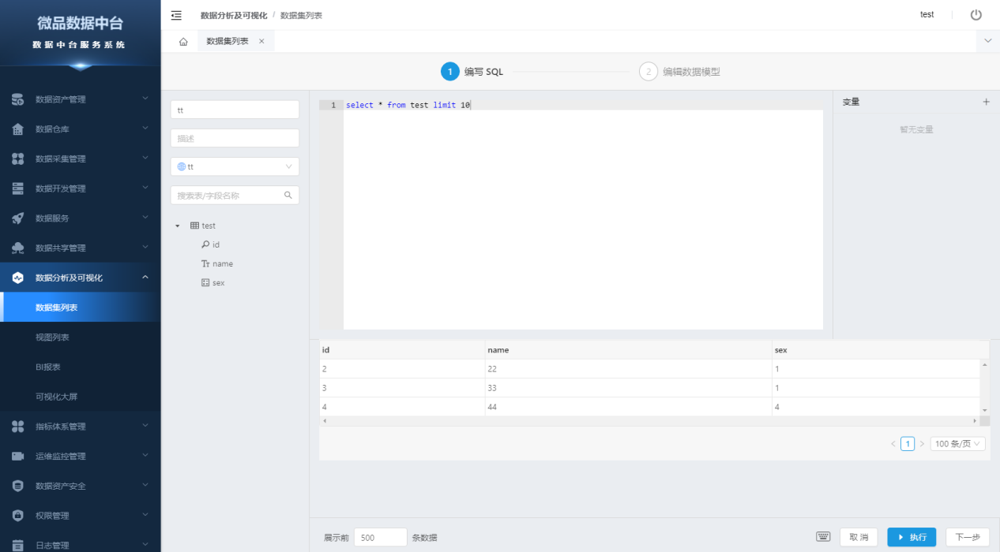 微品数据中台
数据中台服务系统
数据资产管理
数据仓库
数据采集管理
数据开发管理
数据服务
数据共享管理
数据分析及可视化
数据集列表
视图列表
BI报表
可视化大屏
指标体系管理
运维监控管理
数据资产安全
权限管理
日志管理
数据分析及可视化 / 数据集列表
test
数据集列表 ×
1 编写 SQL
2 编辑数据模型
tt
描述
tt
搜索表/字段名称
test
id
Tr name
sex
1 select * from test limit 10
变量 +
暂无变量
id name sex
2 22 1
3 33 1
4 44 4
< 1 > 100 条/页
展示前 500 条数据
取 消
执行
下一步